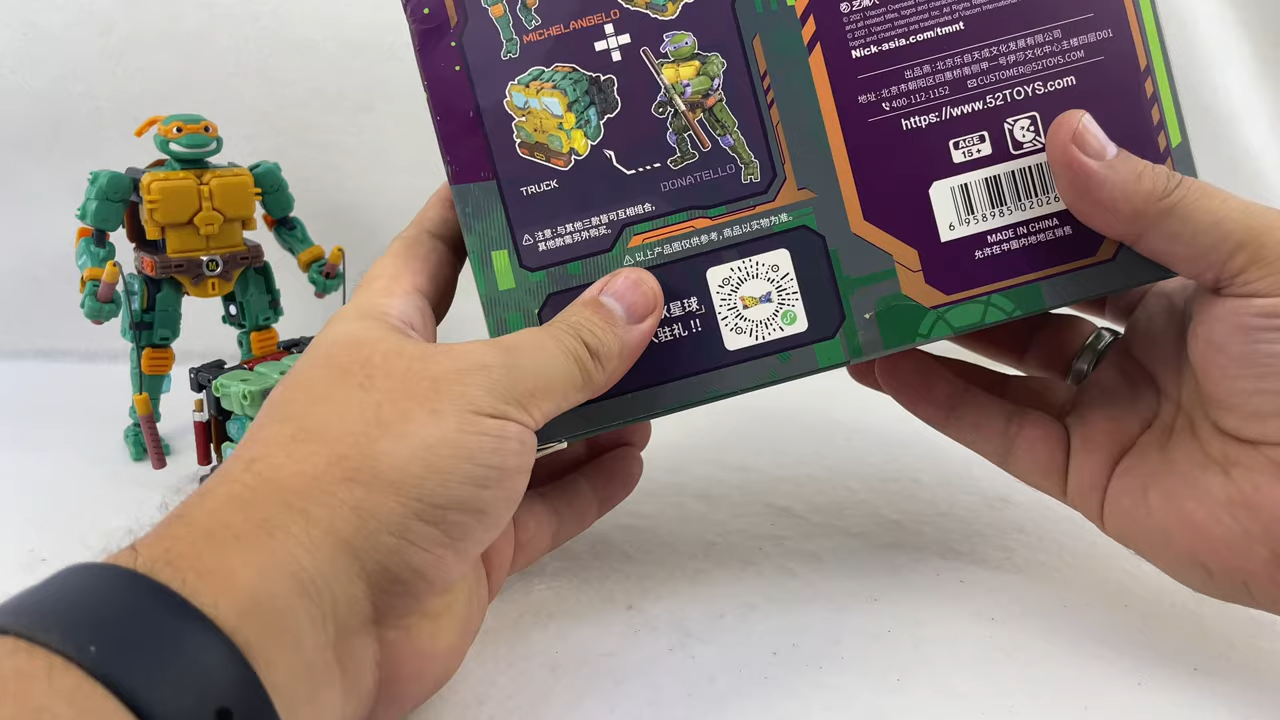 MICHELANGELO
TRUCK
DONATELLO
⚠ 注意:与其他三款皆可互相组合,
其他款需另外购买。
⚠ 以上产品图仅供参考,商品以实物为准。
星球」
驻礼!!
© 2021 Viacom Overseas
and all related titles, logos and characters
© 2021 Viacom International Inc. All Rights
logos and characters are trademarks of Viacom International
Nick-asia.com/tmnt
出品商:北京乐自天成文化发展有限公司
地址:北京市朝阳区四惠桥南侧甲一号伊莎文化中心主楼四层D01
400-112-1152 CUSTOMER@52TOYS.COM
https://www.52TOYS.com
AGE
15+
6 958985 02026
MADE IN CHINA
允许在中国内地地区销售
M